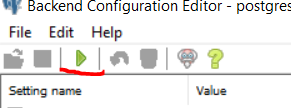 Backend Configuration Editor - postgres
File Edit Help
Setting name Value